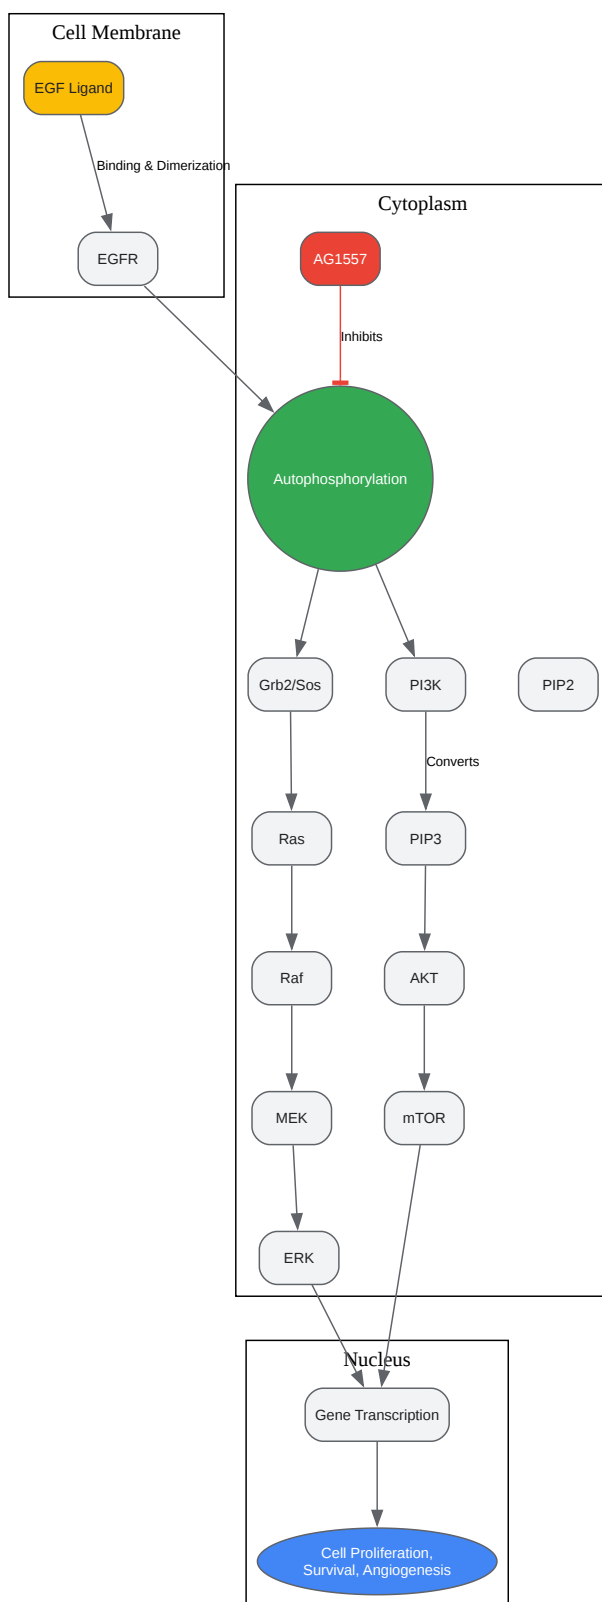 Cell Membrane
EGF Ligand
Binding & Dimerization
EGFR
Cytoplasm
AG1557
Inhibits
Autophosphorylation
Grb2/Sos
PI3K
PIP2
Converts
Ras
PIP3
Raf
AKT
MEK
mTOR
ERK
Nucleus
Gene Transcription
Cell Proliferation,
Survival, Angiogenesis